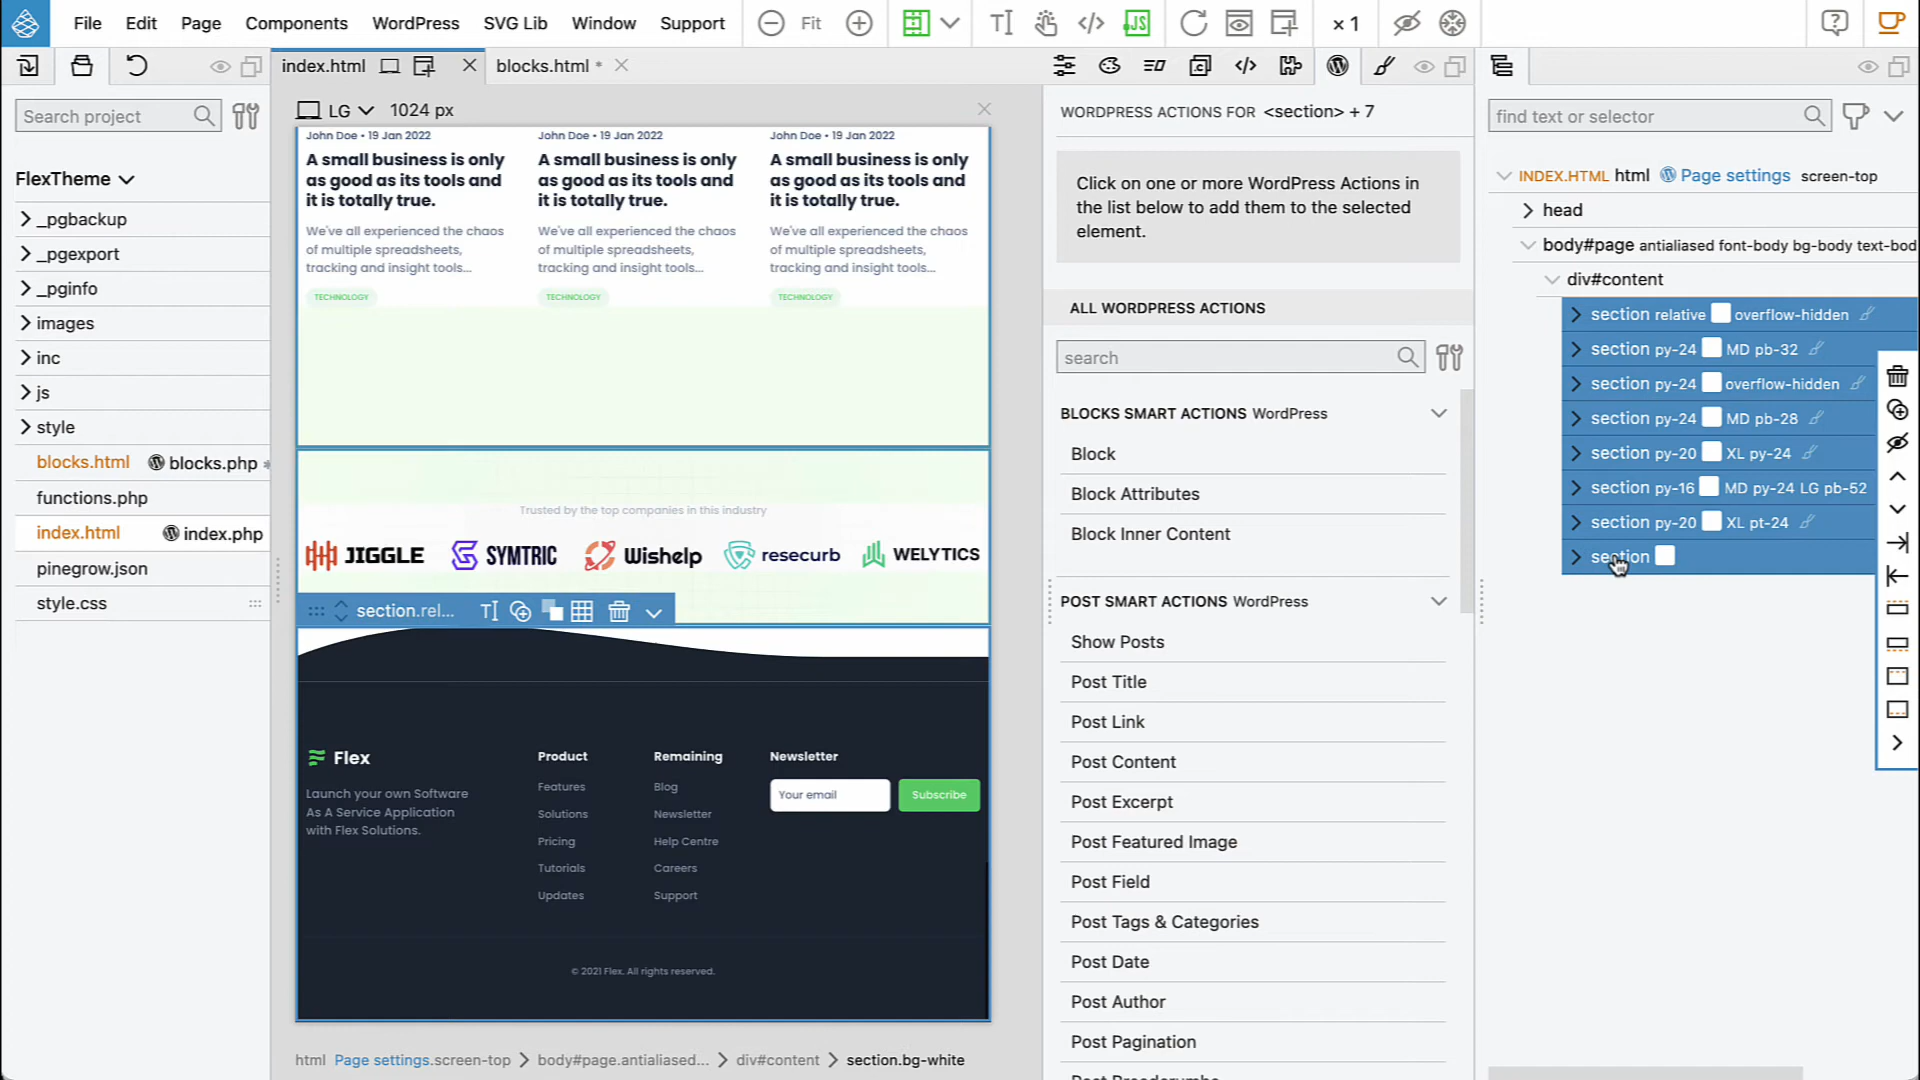 File Edit Page Components WordPress SVG Lib Window Support Fit × 1
index.html blocks.html *
Search project
LG 1024 px
FlexTheme
_pgbackup
_pgexport
_pginfo
images
inc
js
style
blocks.html blocks.php *
functions.php
index.html index.php
pinegrow.json
style.css
John Doe • 19 Jan 2022
A small business is only
as good as its tools and
it is totally true.
We've all experienced the chaos
of multiple spreadsheets,
tracking and insight tools...
TECHNOLOGY
John Doe • 19 Jan 2022
A small business is only
as good as its tools and
it is totally true.
We've all experienced the chaos
of multiple spreadsheets,
tracking and insight tools...
TECHNOLOGY
John Doe • 19 Jan 2022
A small business is only
as good as its tools and
it is totally true.
We've all experienced the chaos
of multiple spreadsheets,
tracking and insight tools...
TECHNOLOGY
Trusted by the top companies in this industry
JIGGLE SYMTRIC Wishelp resecurb WELYTICS
section.rel...
Flex
Launch your own Software
As A Service Application
with Flex Solutions.
Product
Features
Solutions
Pricing
Tutorials
Updates
Remaining
Blog
Newsletter
Help Centre
Careers
Support
Newsletter
Your email Subscribe
© 2021 Flex. All rights reserved.
html Page settings.screen-top body#page.antialiased... div#content section.bg-white
WORDPRESS ACTIONS FOR <section> + 7
Click on one or more WordPress Actions in
the list below to add them to the selected
element.
ALL WORDPRESS ACTIONS
search
BLOCKS SMART ACTIONS WordPress
Block
Block Attributes
Block Inner Content
POST SMART ACTIONS WordPress
Show Posts
Post Title
Post Link
Post Content
Post Excerpt
Post Featured Image
Post Field
Post Tags & Categories
Post Date
Post Author
Post Pagination
find text or selector
INDEX.HTML html Page settings screen-top
head
body#page antialiased font-body bg-body text-bod
div#content
section relative overflow-hidden
section py-24 MD pb-32
section py-24 overflow-hidden
section py-24 MD pb-28
section py-20 XL py-24
section py-16 MD py-24 LG pb-52
section py-20 XL pt-24
section